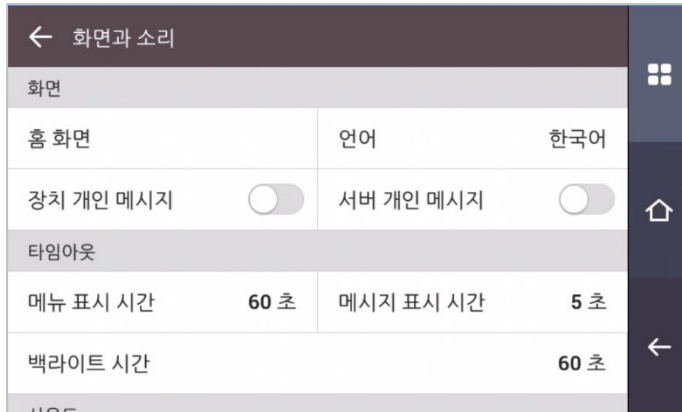 화면과 소리
화면
홈 화면
언어 한국어
장치 개인 메시지
서버 개인 메시지
타임아웃
메뉴 표시 시간 60 초
메시지 표시 시간 5 초
백라이트 시간 60 초